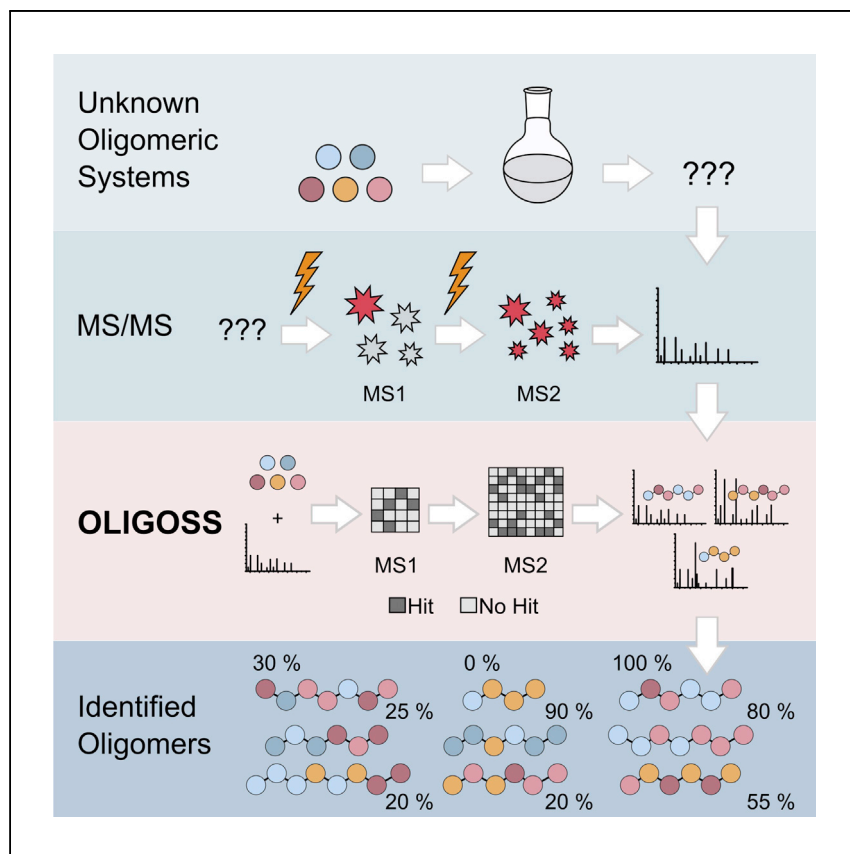 Unknown
Oligomeric
Systems
???
MS/MS
???
MS1
MS2
OLIGOSS
+
MS1
MS2
Hit
No Hit
Identified
Oligomers
30 %
0 %
100 %
25 %
90 %
80 %
20 %
20 %
55 %